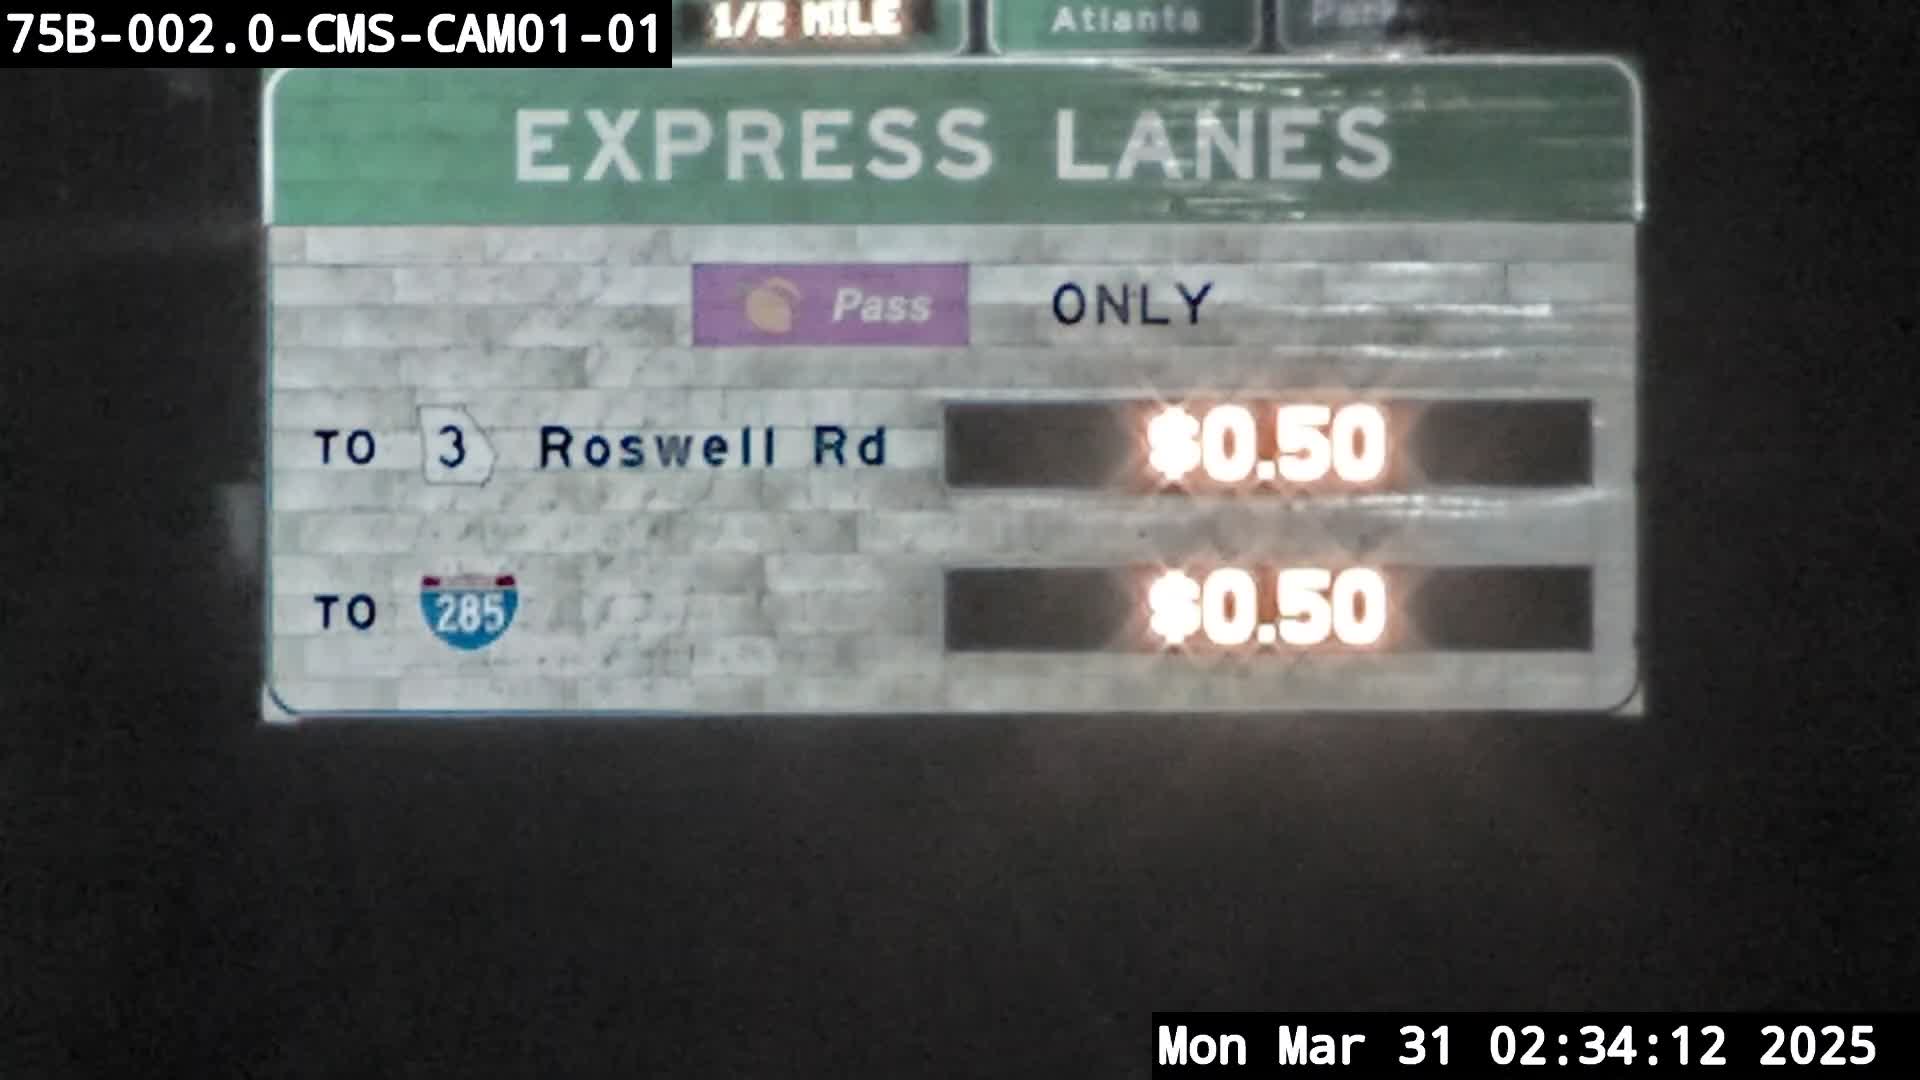 75B-002.0-CMS-CAM01-01
1/2 MILE
Atlanta
EXPRESS LANES
Pass ONLY
TO 3 Roswell Rd $0.50
TO 285 $0.50
Mon Mar 31 02:34:12 2025